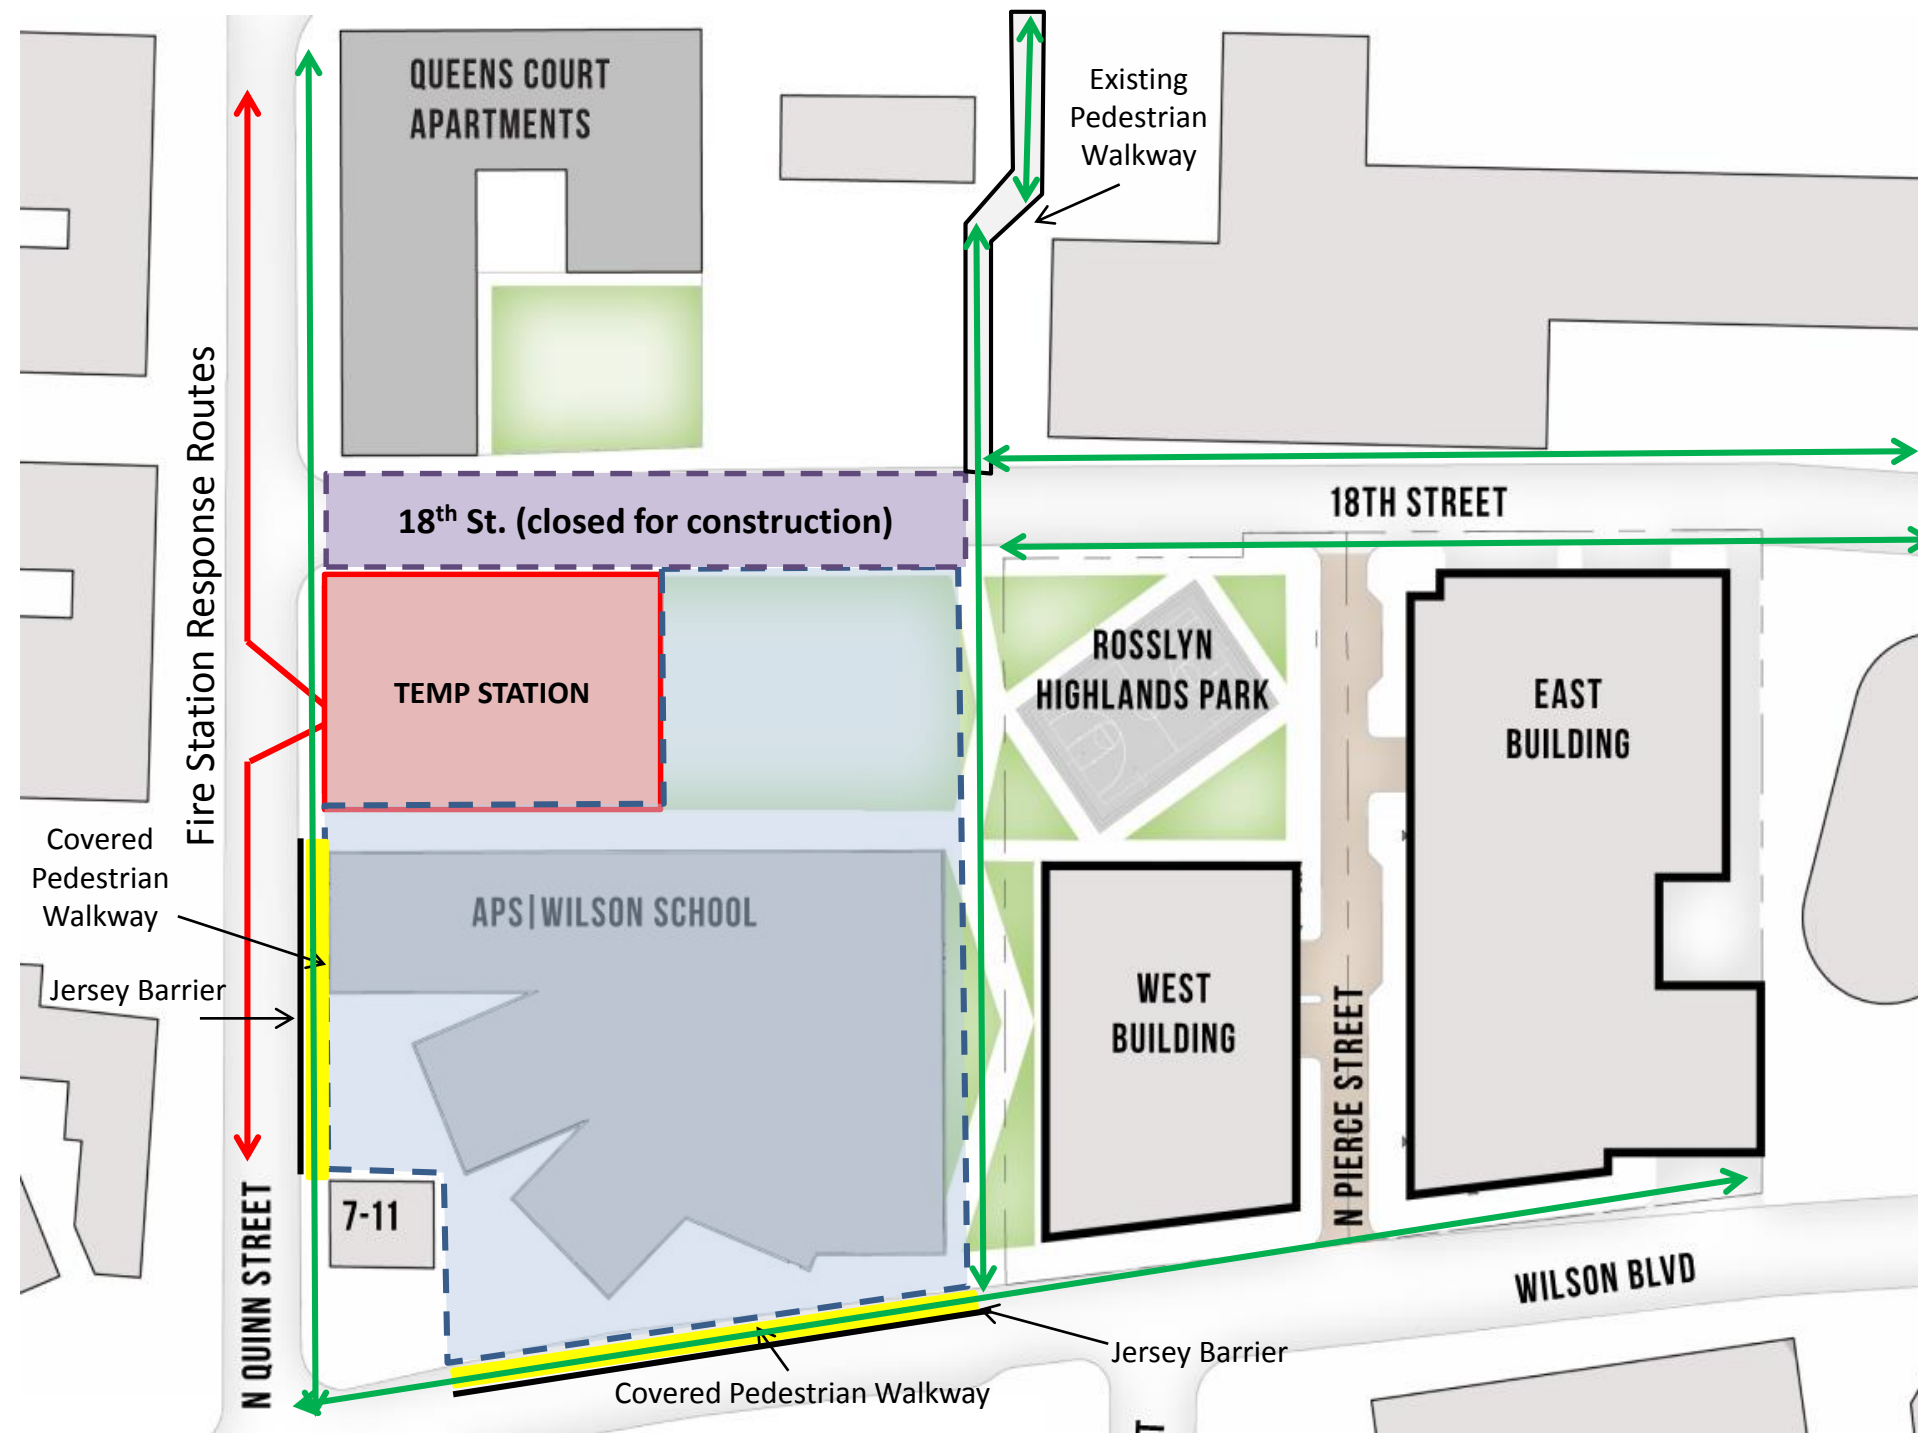 QUEENS COURT
APARTMENTS
Existing
Pedestrian
Walkway
Fire Station Response Routes
18th St. (closed for construction)
18TH STREET
TEMP STATION
ROSSLYN
HIGHLANDS PARK
EAST
BUILDING
Covered
Pedestrian
Walkway
APS|WILSON SCHOOL
Jersey Barrier
WEST
BUILDING
N PIERCE STREET
7-11
N QUINN STREET
WILSON BLVD
Jersey Barrier
Covered Pedestrian Walkway
T